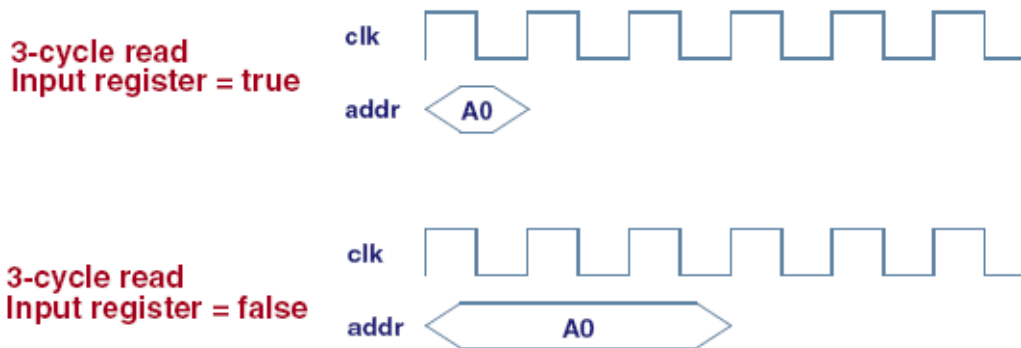 clk
3-cycle read
Input register = true
addr
A0
clk
3-cycle read
Input register = false
addr
A0